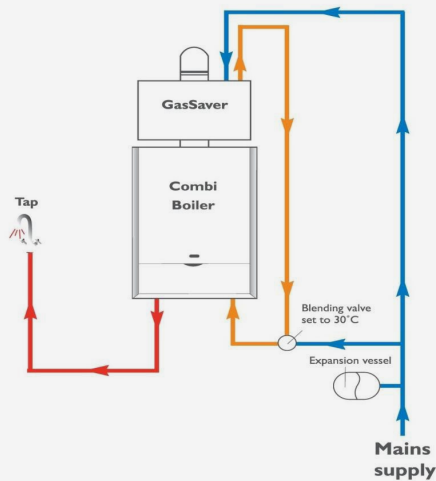 GasSaver
Combi
Boiler
Tap
Blending valve
set to 30˚C
Expansion vessel
Mains
supply